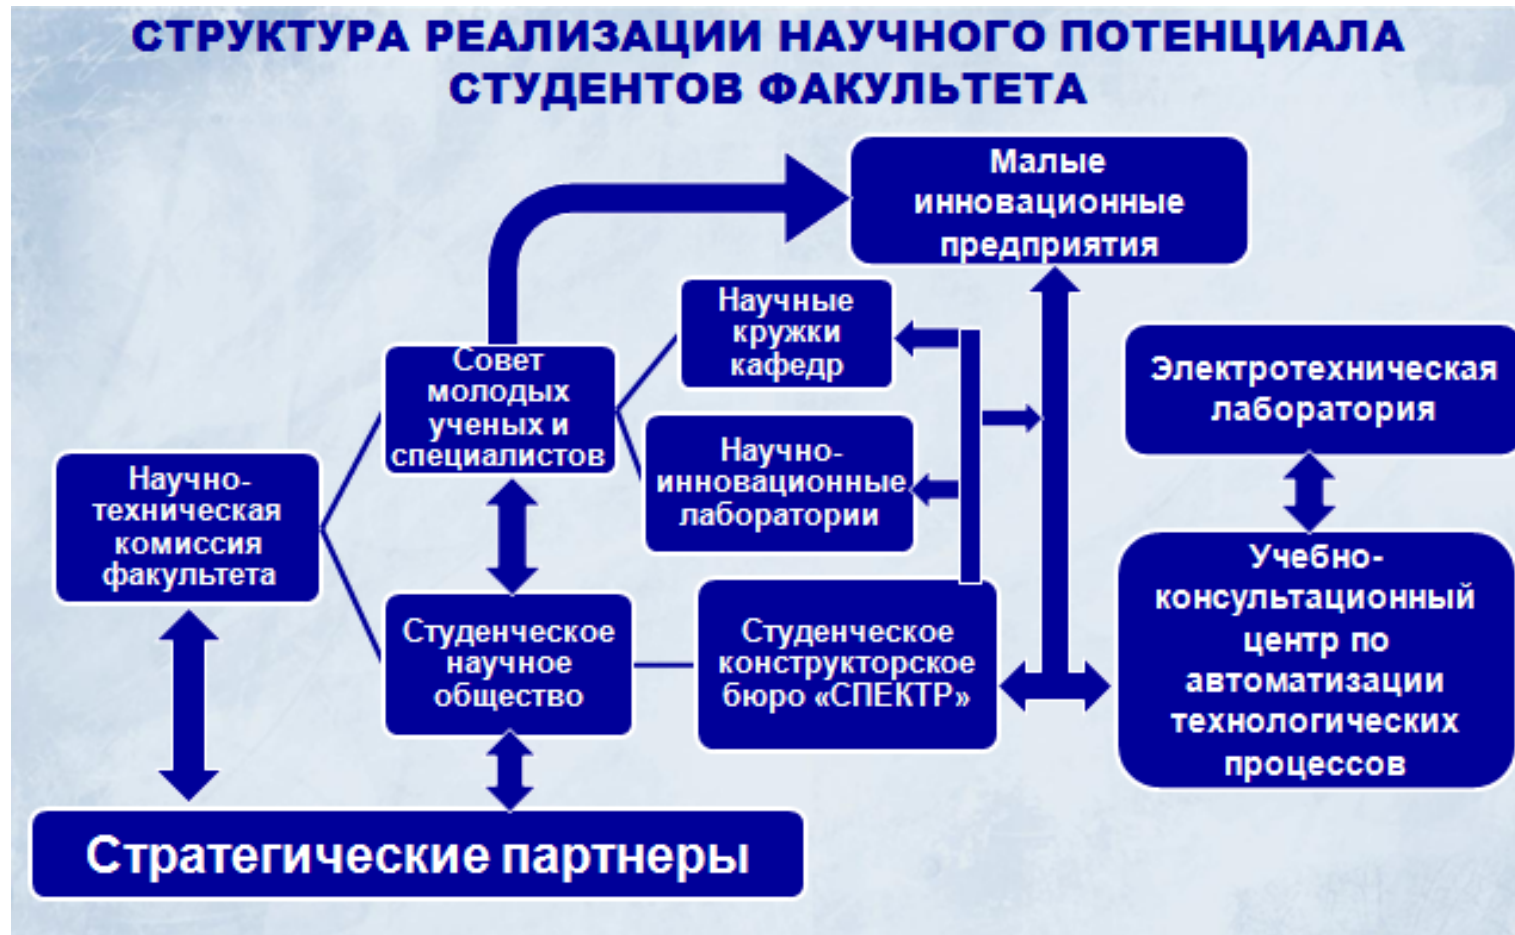 СТРУКТУРА РЕАЛИЗАЦИИ НАУЧНОГО ПОТЕНЦИАЛА
СТУДЕНТОВ ФАКУЛЬТЕТА
Малые
инновационные
предприятия
Научные
кружки
кафедр
Совет
молодых
ученых и
специалистов
Электротехническая
лаборатория
Научно-
инновационные
лаборатории
Научно-
техническая
комиссия
факультета
Учебно-
консультационный
центр по
автоматизации
технологических
процессов
Студенческое
научное
общество
Студенческое
конструкторское
бюро «СПЕКТР»
Стратегические партнеры